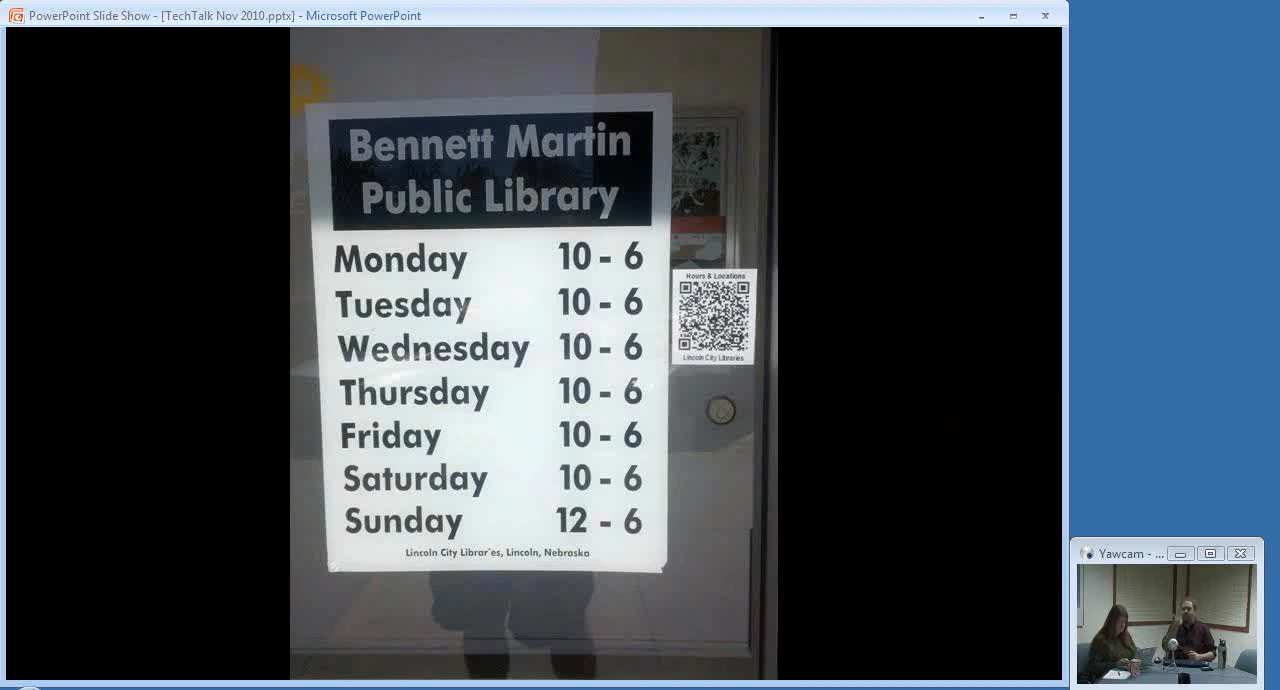 PowerPoint Slide Show - [TechTalk Nov 2010.pptx] - Microsoft PowerPoint
Bennett Martin
Public Library
Monday 10 - 6
Tuesday 10 - 6
Wednesday 10 - 6
Thursday 10 - 6
Friday 10 - 6
Saturday 10 - 6
Sunday 12 - 6
Lincoln City Libraries, Lincoln, Nebraska
Hours & Locations
Lincoln City Libraries
Yawcam - ...